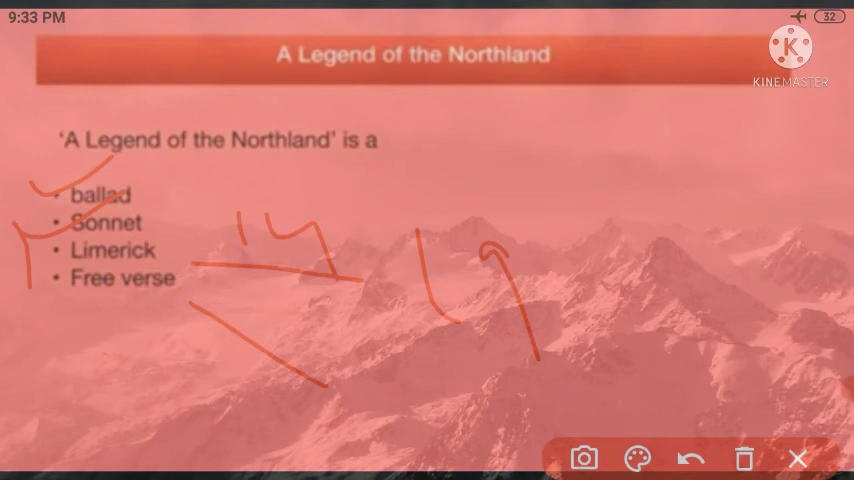 9:33 PM
32
A Legend of the Northland
K
KINEMASTER
‘A Legend of the Northland’ is a
• ballad
• Sonnet
• Limerick
• Free verse